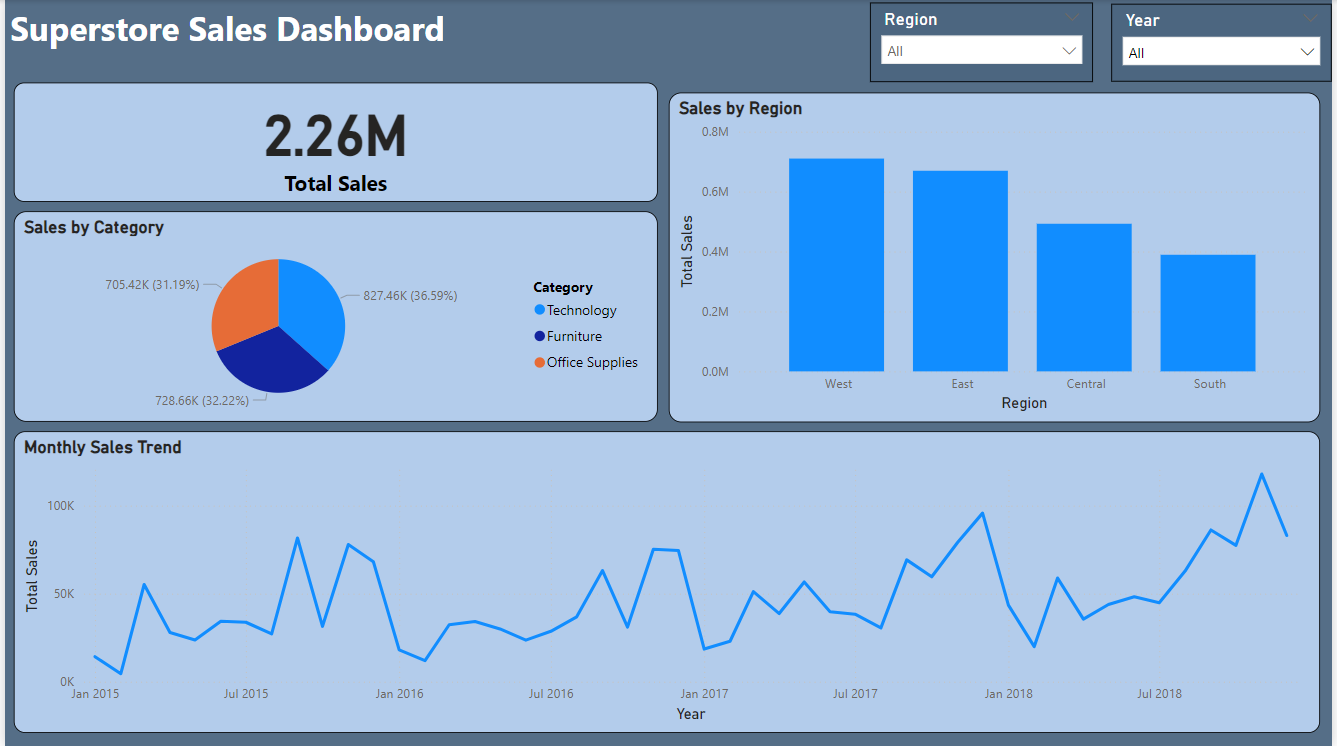 Superstore Sales Dashboard
Region
All
Year
All
2.26M
Total Sales
Sales by Category
705.42K (31.19%)
827.46K (36.59%)
728.66K (32.22%)
Category
Technology
Furniture
Office Supplies
Sales by Region
Total Sales
0.8M
0.6M
0.4M
0.2M
0.0M
West
East
Central
South
Region
Monthly Sales Trend
Total Sales
100K
50K
0K
Jan 2015
Jul 2015
Jan 2016
Jul 2016
Jan 2017
Jul 2017
Jan 2018
Jul 2018
Year